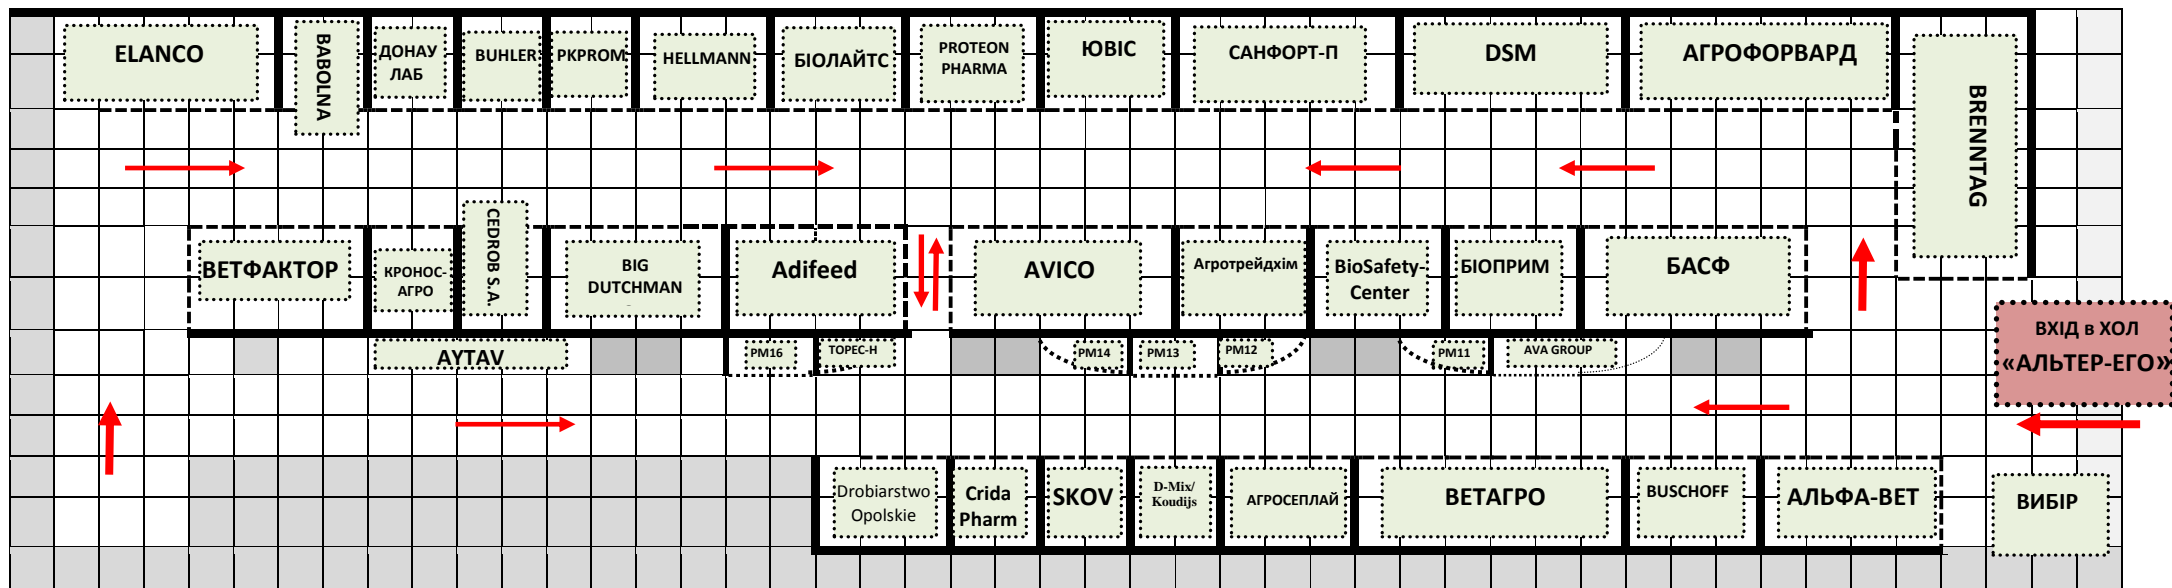 ELANCO
BABOLNA
ДОНАУ
ЛАБ
BUHLER
PKPROM
HELLMANN
БІОЛАЙТС
PROTEON
PHARMA
ЮВІС
САНФОРТ-П
DSM
АГРОФОРВАРД
BRENNTAG
ВЕТФАКТОР
КРОНОС-
АГРО
CEDROB S.A.
BIG
DUTCHMAN
Adifeed
AVICO
Агротрейдхім
BioSafety-
Center
БІОПРИМ
БАСФ
ВХІД в ХОЛ
«АЛЬТЕР-ЕГО»
AYTAV
РМ16
ТОРЕС-Н
РМ14
РМ13
РМ12
РМ11
AVA GROUP
Drobiarstwo
Opolskie
Crida
Pharm
SKOV
D-Mix/
Koudijs
АГРОСЕПЛАЙ
ВЕТАГРО
BUSCHOFF
АЛЬФА-ВЕТ
ВИБІР